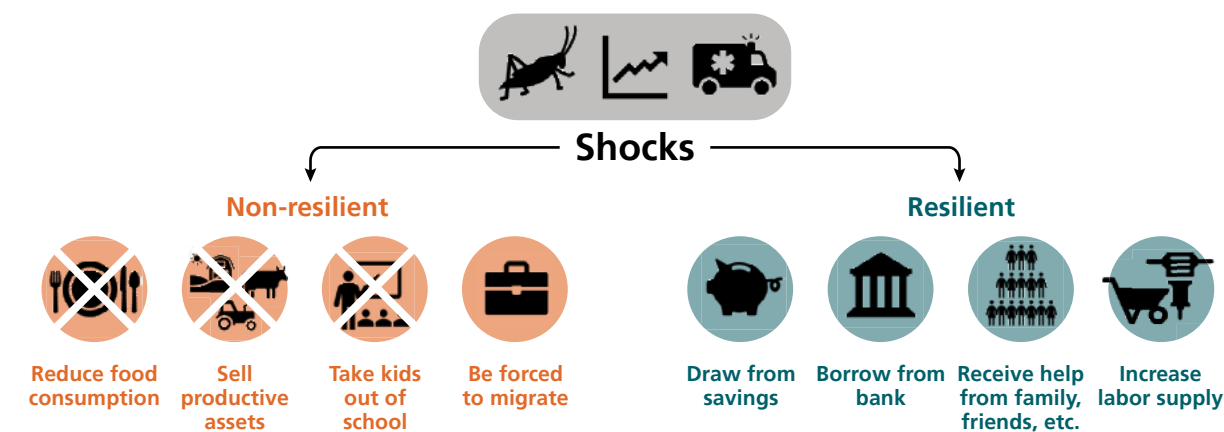 Shocks
Non-resilient
Resilient
Reduce food
consumption
Sell
productive
assets
Take kids
out of
school
Be forced
to migrate
Draw from
savings
Borrow from
bank
Receive help
from family,
friends, etc.
Increase
labor supply